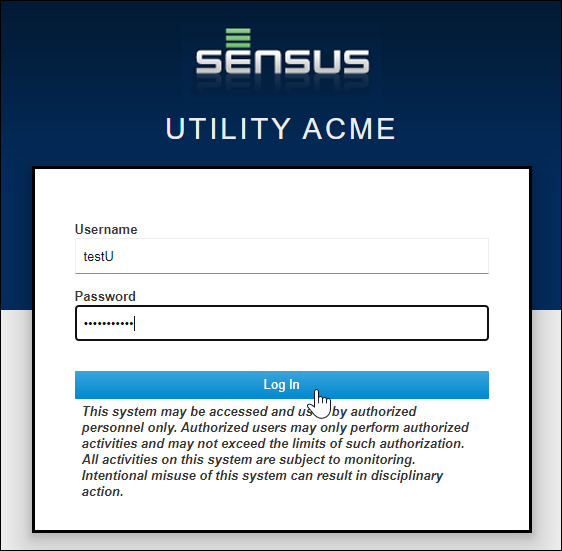 SENSUS
UTILITY ACME
Username
testU
Password
•••••••••••
Log In
This system may be accessed and by authorized
personnel only. Authorized users may only perform authorized
activities and may not exceed the limits of such authorization.
All activities on this system are subject to monitoring.
Intentional misuse of this system can result in disciplinary
action.